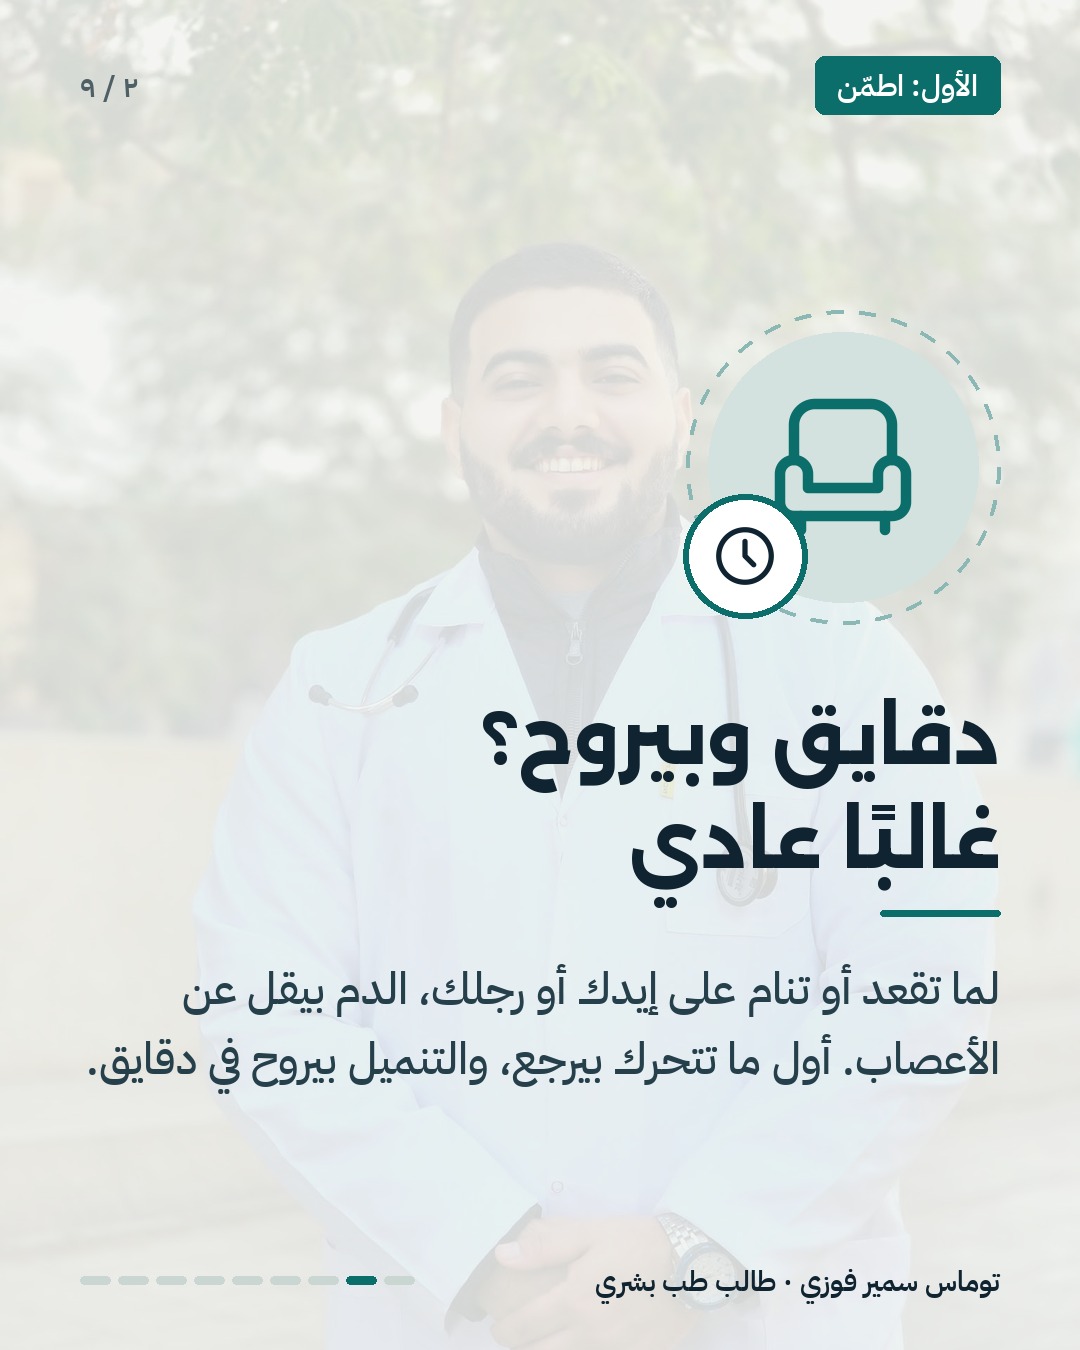 الأول: اطمّن
٢ / ٩
دقايق وبيروح؟
غالبًا عادي
لما تقعد أو تنام على إيدك أو رجلك، الدم بيقل عن
الأعصاب. أول ما تتحرك بيرجع، والتنميل بيروح في دقايق.
توماس سمير فوزي · طالب طب بشري